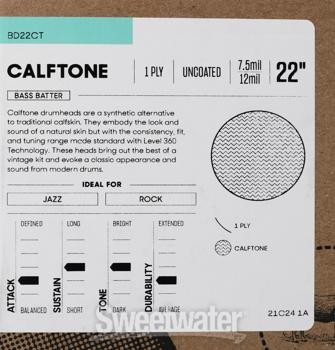 BD22CT
CALFTONE
1 PLY
UNCOATED
7.5mil
12mil
22"
BASS BATTER
Calftone drumheads are a synthetic alternative
to traditional calfskin. They embody the look and
sound of a natural skin but with the consistency, fit,
and tuning range made standard with Level 360
Technology. These heads bring out the best of a
vintage kit and evoke a classic appearance and
sound from modern drums.
IDEAL FOR
JAZZ
ROCK
ATTACK
DEFINED
BALANCED
SUSTAIN
LONG
SHORT
TONE
BRIGHT
DARK
DURABILITY
EXTENDED
AVERAGE
1 PLY
CALFTONE
21C24 1A
Sweetwater